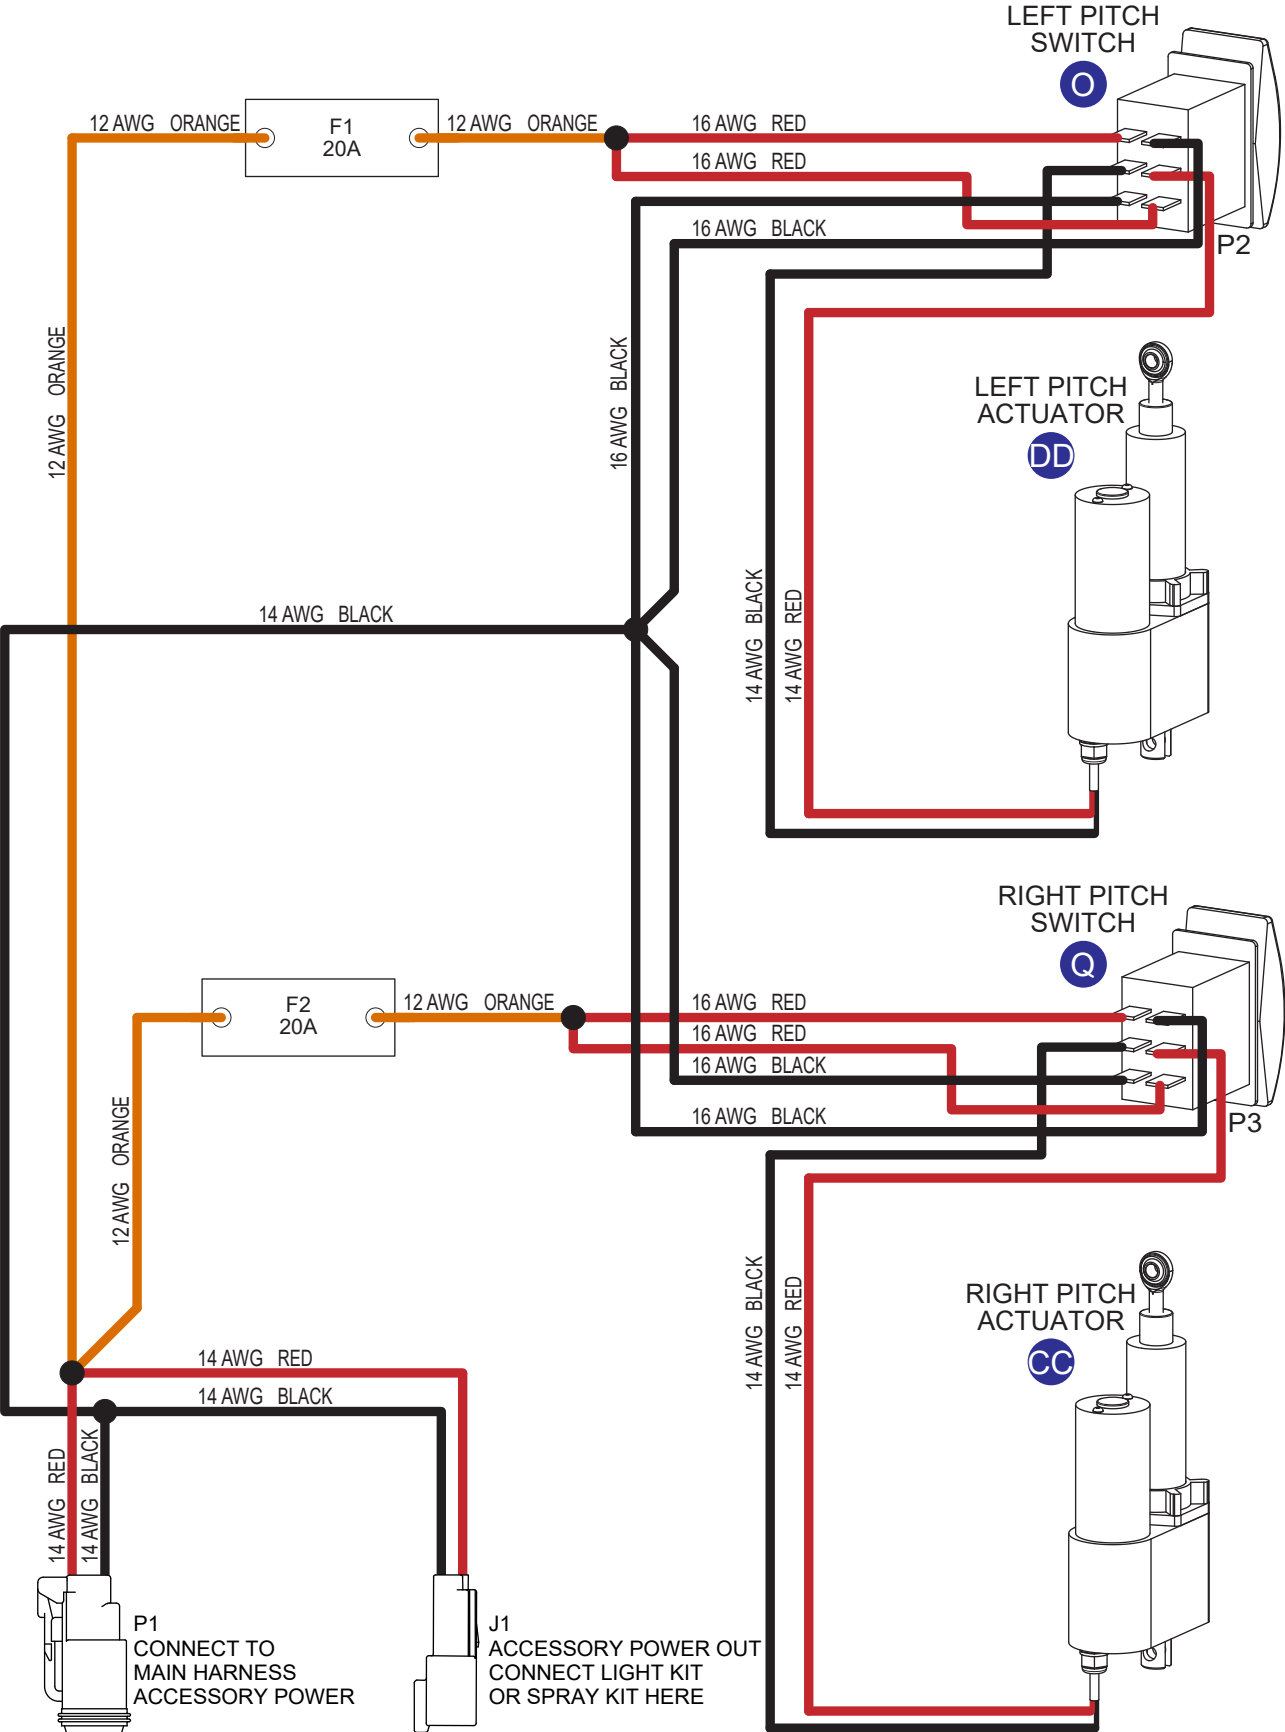 LEFT PITCH
SWITCH
O
12 AWG ORANGE
F1
20A
12 AWG ORANGE
16 AWG RED
16 AWG RED
16 AWG BLACK
P2
12 AWG ORANGE
16 AWG BLACK
LEFT PITCH
ACTUATOR
DD
14 AWG BLACK
14 AWG BLACK
14 AWG RED
RIGHT PITCH
SWITCH
Q
F2
20A
12 AWG ORANGE
16 AWG RED
16 AWG RED
16 AWG BLACK
16 AWG BLACK
P3
12 AWG ORANGE
14 AWG BLACK
14 AWG RED
RIGHT PITCH
ACTUATOR
CC
14 AWG RED
14 AWG BLACK
14 AWG RED
14 AWG BLACK
P1
CONNECT TO
MAIN HARNESS
ACCESSORY POWER
J1
ACCESSORY POWER OUT
CONNECT LIGHT KIT
OR SPRAY KIT HERE